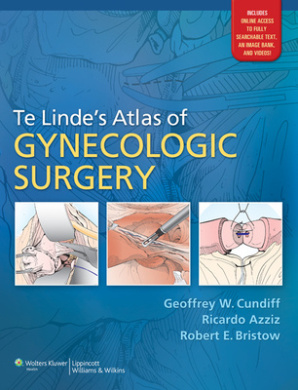 INCLUDES
ONLINE ACCESS
TO FULLY
SEARCHABLE TEXT,
AN IMAGE BANK,
AND VIDEOS!
Te Linde's Atlas of
GYNECOLOGIC
SURGERY
Geoffrey W. Cundiff
Ricardo Azziz
Robert E. Bristow
Wolters Kluwer
Health
Lippincott
Williams & Wilkins